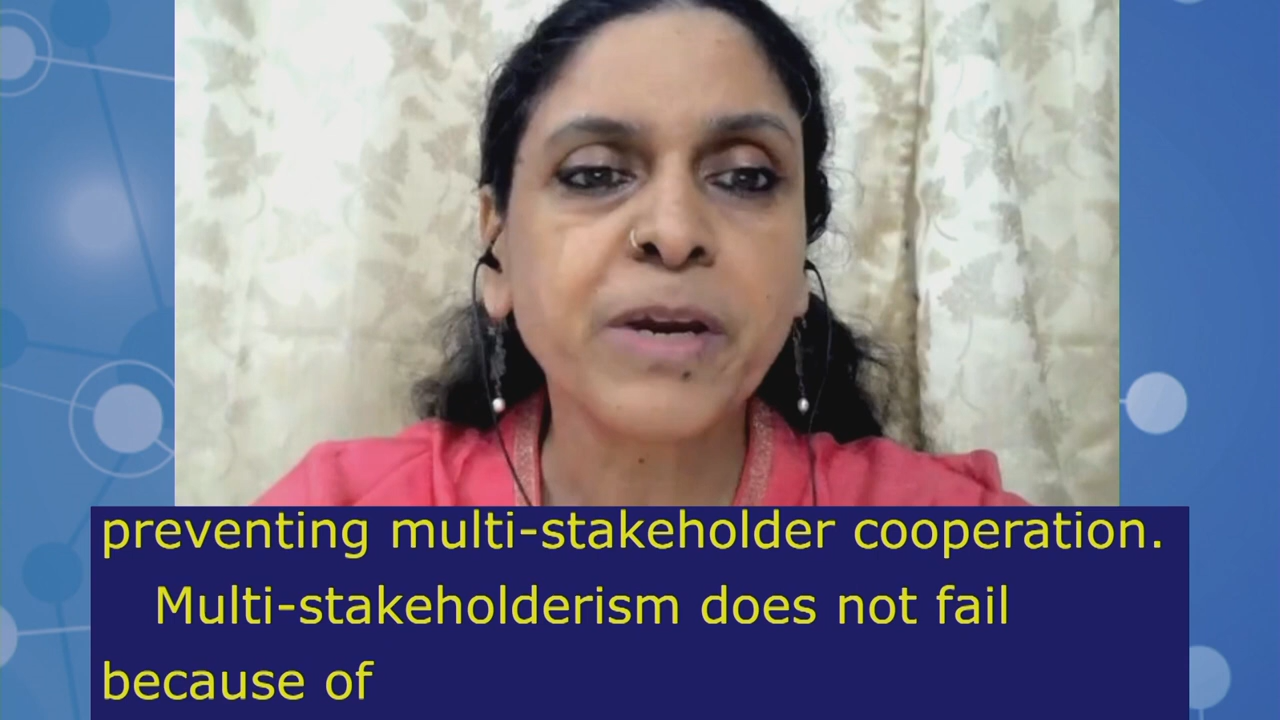 preventing multi-stakeholder cooperation.
Multi-stakeholderism does not fail
because of